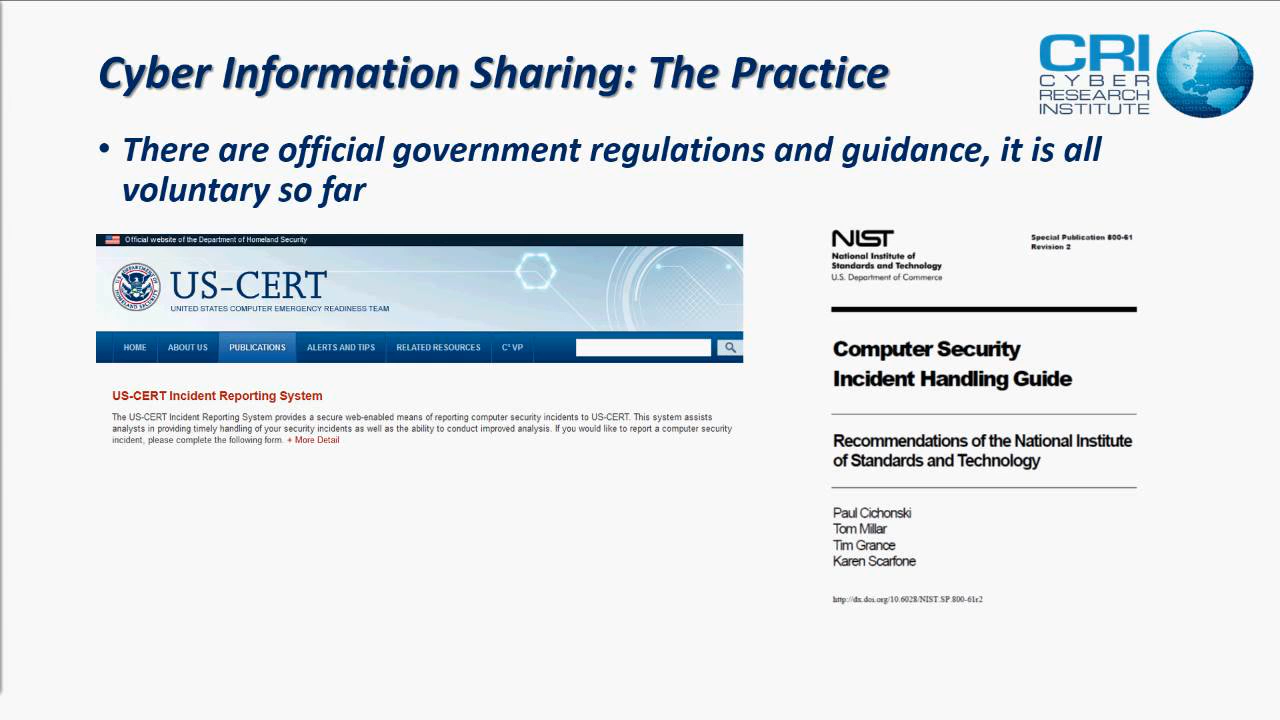 Cyber Information Sharing: The Practice
CRI
CYBER
RESEARCH
INSTITUTE
• There are official government regulations and guidance, it is all
voluntary so far
Official website of the Department of Homeland Security
US-CERT
UNITED STATES COMPUTER EMERGENCY READINESS TEAM
HOME ABOUT US PUBLICATIONS ALERTS AND TIPS RELATED RESOURCES C³ VP
US-CERT Incident Reporting System
The US-CERT Incident Reporting System provides a secure web-enabled means of reporting computer security incidents to US-CERT. This system assists
analysts in providing timely handling of your security incidents as well as the ability to conduct improved analysis. If you would like to report a computer security
incident, please complete the following form. + More Detail
NIST
National Institute of
Standards and Technology
U.S. Department of Commerce
Special Publication 800-61
Revision 2
Computer Security
Incident Handling Guide
Recommendations of the National Institute
of Standards and Technology
Paul Cichonski
Tom Millar
Tim Grance
Karen Scarfone
http://dx.doi.org/10.6028/NIST.SP.800-61r2